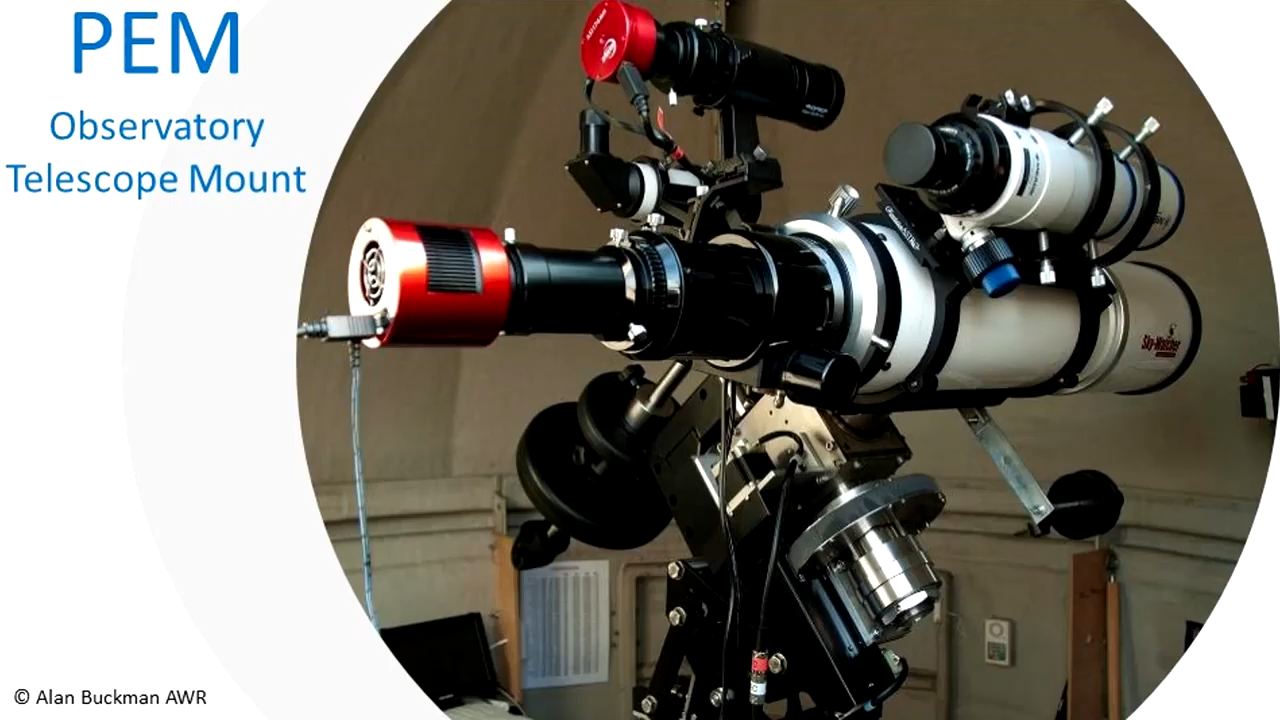 PEM
Observatory
Telescope Mount
Sky-Watcher
© Alan Buckman AWR